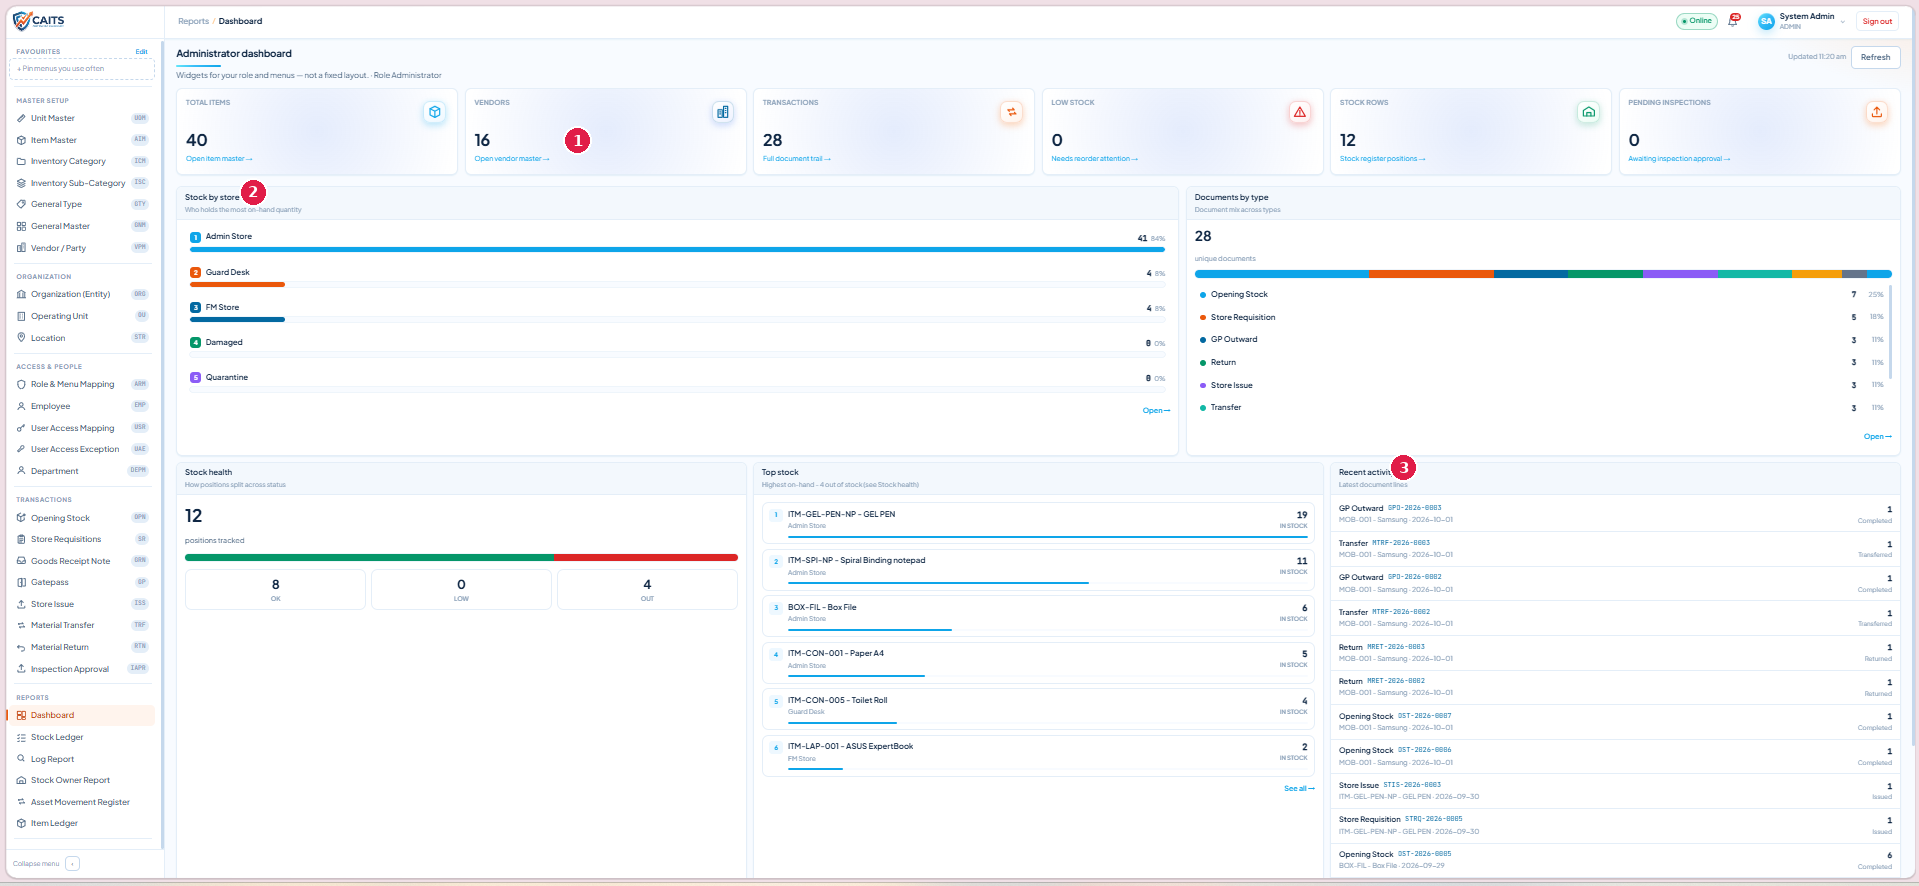 CAITS
Reports / Dashboard
Online
25
SA
System Admin
ADMIN
Sign out
FAVOURITES
Edit
+ Pin menus you use often
MASTER SETUP
Unit Master UOM
Item Master AIM
Inventory Category ICM
Inventory Sub-Category ISC
General Type GTY
General Master GNM
Vendor / Party VPM
ORGANIZATION
Organization (Entity) ORG
Operating Unit OU
Location STR
ACCESS & PEOPLE
Role & Menu Mapping ARM
Employee EMP
User Access Mapping USR
User Access Exception UAE
Department DEPM
TRANSACTIONS
Opening Stock OPN
Store Requisitions SR
Goods Receipt Note GRN
Gatepass GP
Store Issue ISS
Material Transfer TRF
Material Return RTN
Inspection Approval IAPR
REPORTS
Dashboard
Stock Ledger
Log Report
Stock Owner Report
Asset Movement Register
Item Ledger
Collapse menu
Administrator dashboard
Widgets for your role and menus — not a fixed layout. · Role Administrator
Updated 11:20 am
Refresh
TOTAL ITEMS
40
Open item master →
VENDORS
16
Open vendor master →
1
TRANSACTIONS
28
Full document trail →
LOW STOCK
0
Needs reorder attention →
STOCK ROWS
12
Stock register positions →
PENDING INSPECTIONS
0
Awaiting inspection approval →
Stock by store
2
Who holds the most on-hand quantity
1 Admin Store 41 84%
2 Guard Desk 4 8%
3 FM Store 4 8%
4 Damaged 0 0%
5 Quarantine 0 0%
Open →
Documents by type
Document mix across types
28
unique documents
Opening Stock 7 25%
Store Requisition 5 18%
GP Outward 3 11%
Return 3 11%
Store Issue 3 11%
Transfer 3 11%
Open →
Stock health
How positions split across status
12
positions tracked
8
OK
0
LOW
4
OUT
Top stock
Highest on-hand - 4 out of stock (see Stock health)
1 ITM-GEL-PEN-NP - GEL PEN 19
Admin Store IN STOCK
2 ITM-SPI-NP - Spiral Binding notepad 11
Admin Store IN STOCK
3 BOX-FIL - Box File 6
Admin Store IN STOCK
4 ITM-CON-001 - Paper A4 5
Admin Store IN STOCK
5 ITM-CON-005 - Toilet Roll 4
Guard Desk IN STOCK
6 ITM-LAP-001 - ASUS ExpertBook 2
FM Store IN STOCK
See all →
Recent activi
3
Latest document lines
GP Outward GPO-2026-0003 1
MOB-001 - Samsung · 2026-10-01 Completed
Transfer MTRF-2026-0003 1
MOB-001 - Samsung · 2026-10-01 Transferred
GP Outward GPO-2026-0002 1
MOB-001 - Samsung · 2026-10-01 Completed
Transfer MTRF-2026-0002 1
MOB-001 - Samsung · 2026-10-01 Transferred
Return MRET-2026-0003 1
MOB-001 - Samsung · 2026-10-01 Returned
Return MRET-2026-0002 1
MOB-001 - Samsung · 2026-10-01 Returned
Opening Stock OST-2026-0007 1
MOB-001 - Samsung · 2026-10-01 Completed
Opening Stock OST-2026-0006 1
MOB-001 - Samsung · 2026-10-01 Completed
Store Issue STIS-2026-0003 1
ITM-GEL-PEN-NP - GEL PEN · 2026-09-30 Issued
Store Requisition STRQ-2026-0005 1
ITM-GEL-PEN-NP - GEL PEN · 2026-09-30 Issued
Opening Stock OST-2026-0005 6
BOX-FIL - Box File · 2026-09-29 Completed